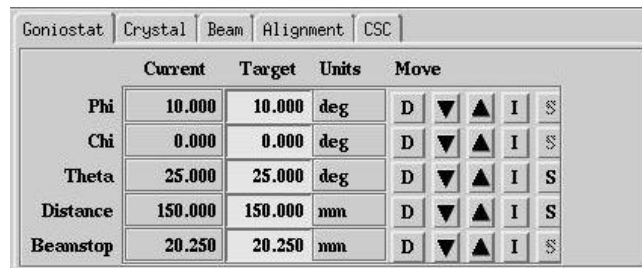 Goniostat Crystal Beam Alignment CSC
Current Target Units Move
Phi 10.000 10.000 deg D I S
Chi 0.000 0.000 deg D I S
Theta 25.000 25.000 deg D I S
Distance 150.000 150.000 mm D I S
Beamstop 20.250 20.250 mm D I S